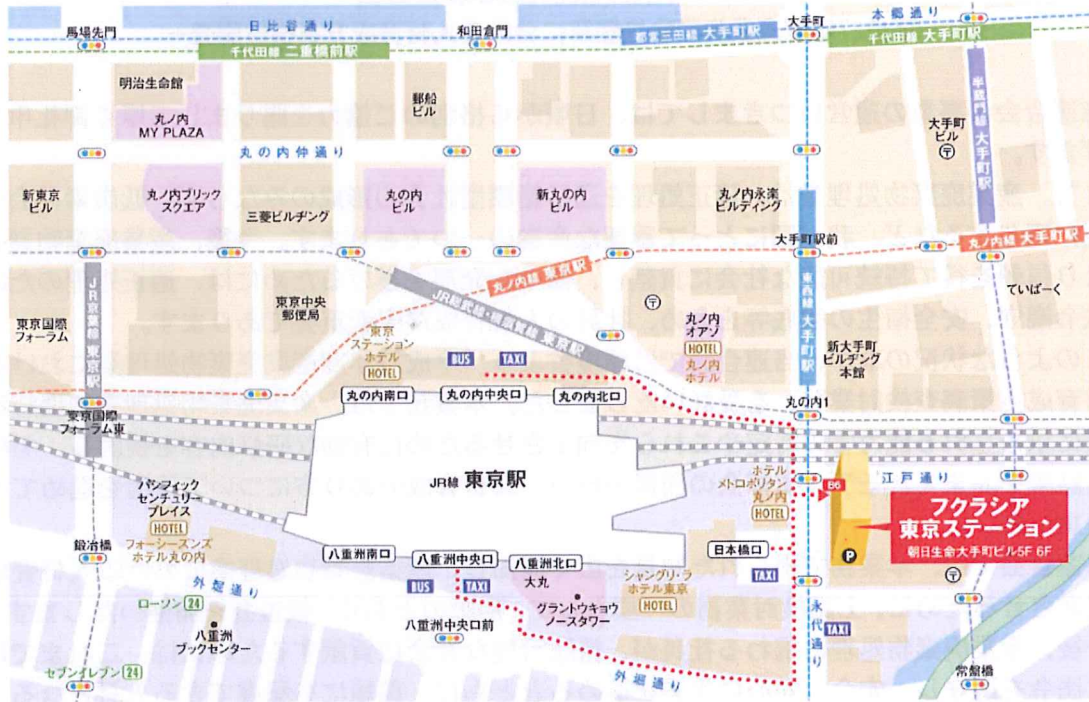 馬場先門
日比谷通り
和田倉門
大手町
本郷通り
千代田線 二重橋前駅
都営三田線 大手町駅
千代田線 大手町駅
半蔵門線 大手町駅
明治生命館
丸ノ内
MY PLAZA
郵船
ビル
大手町
ビル
〒
丸の内仲通り
新東京
ビル
丸ノ内ブリック
スクエア
三菱ビルヂング
丸の内
ビル
新丸の内
ビル
丸ノ内永楽
ビルディング
大手町駅前
丸ノ内線 大手町駅
丸ノ内線 東京駅
JR総武線・横須賀線 東京駅
JR京葉線 東京駅
東西線 大手町駅
東京国際
フォーラム
東京中央
郵便局
東京
ステーション
ホテル
HOTEL
BUS
TAXI
〒
丸ノ内
オアゾ
HOTEL
丸ノ内
ホテル
新大手町
ビルヂング
本館
ていぱーく
丸の内南口
丸の内中央口
丸の内北口
丸の内1
東京国際
フォーラム東
JR線 東京駅
パシフィック
センチュリー
プレイス
HOTEL
フォーシーズンズ
ホテル丸の内
ホテル
メトロポリタン
丸ノ内
HOTEL
B6
江戸通り
フクラシア
東京ステーション
朝日生命大手町ビル5F 6F
P
〒
鍛冶橋
八重洲南口
八重洲中央口
八重洲北口
日本橋口
BUS
TAXI
大丸
TAXI
外堀通り
ローソン24
八重洲
ブックセンター
セブンイレブン24
八重洲中央口前
グラントウキョウ
ノースタワー
シャングリ・ラ
ホテル東京
HOTEL
外堀通り
永代通り
TAXI
常盤橋